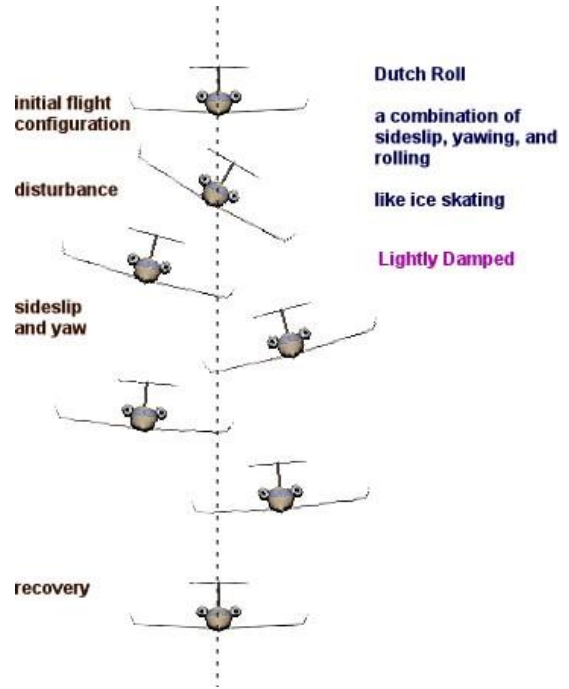 Dutch Roll
initial flight
configuration
a combination of
sideslip, yawing, and
rolling
disturbance
like ice skating
Lightly Damped
sideslip
and yaw
recovery